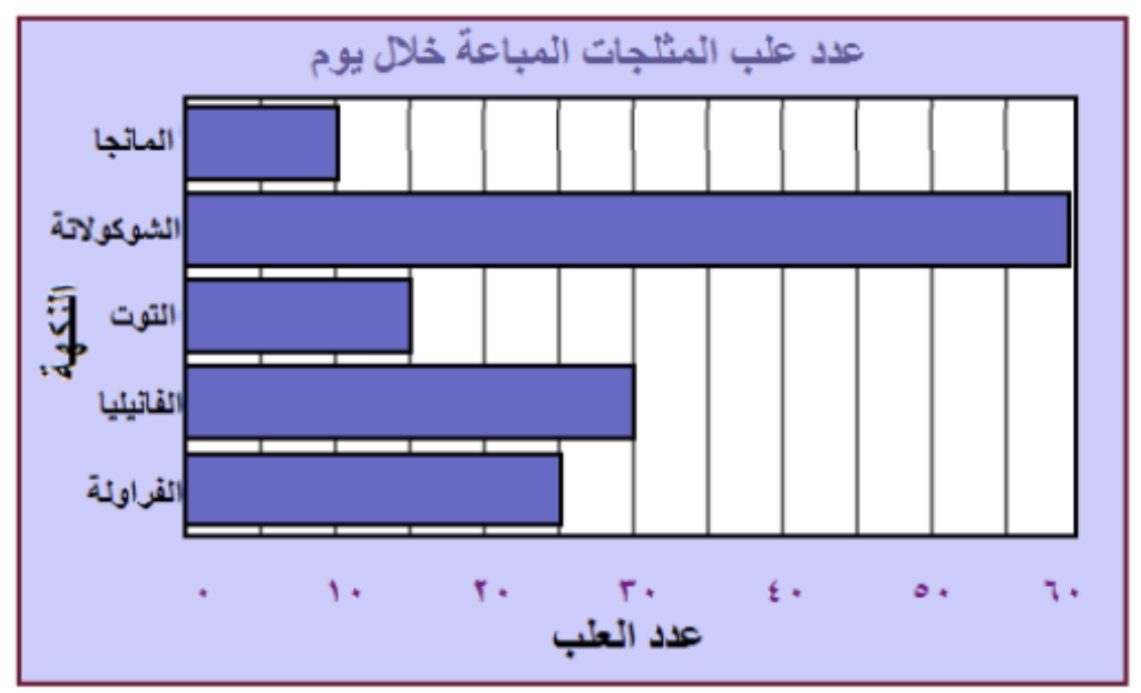 عدد علب المثلجات المباعة خلال يوم
المانجا
الشوكولاتة
التوت
الفانيليا
الفراولة
النكهة
٠ ١٠ ٢٠ ٣٠ ٤٠ ٥٠ ٦٠
عدد العلب